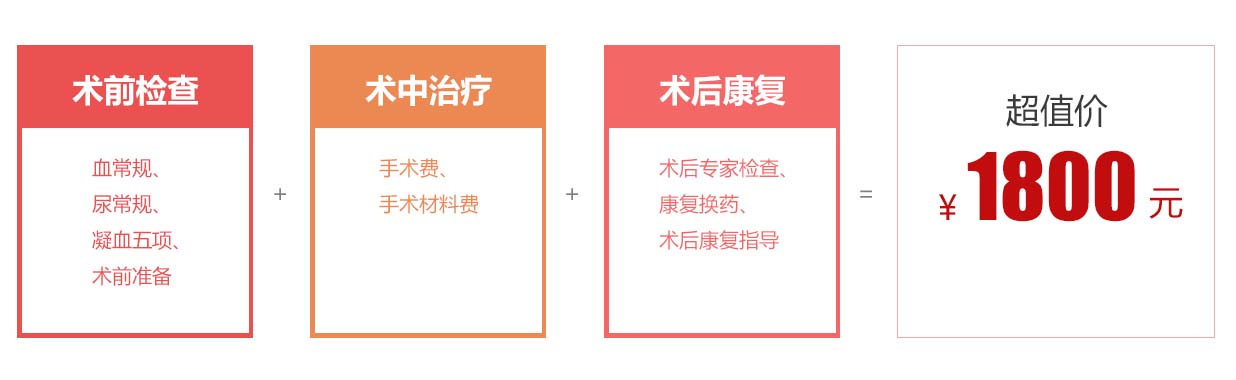 术前检查
血常规、
尿常规、
凝血五项、
术前准备
+
术中治疗
手术费、
手术材料费
+
术后康复
术后专家检查、
康复换药、
术后康复指导
=
超值价
¥ 1800 元